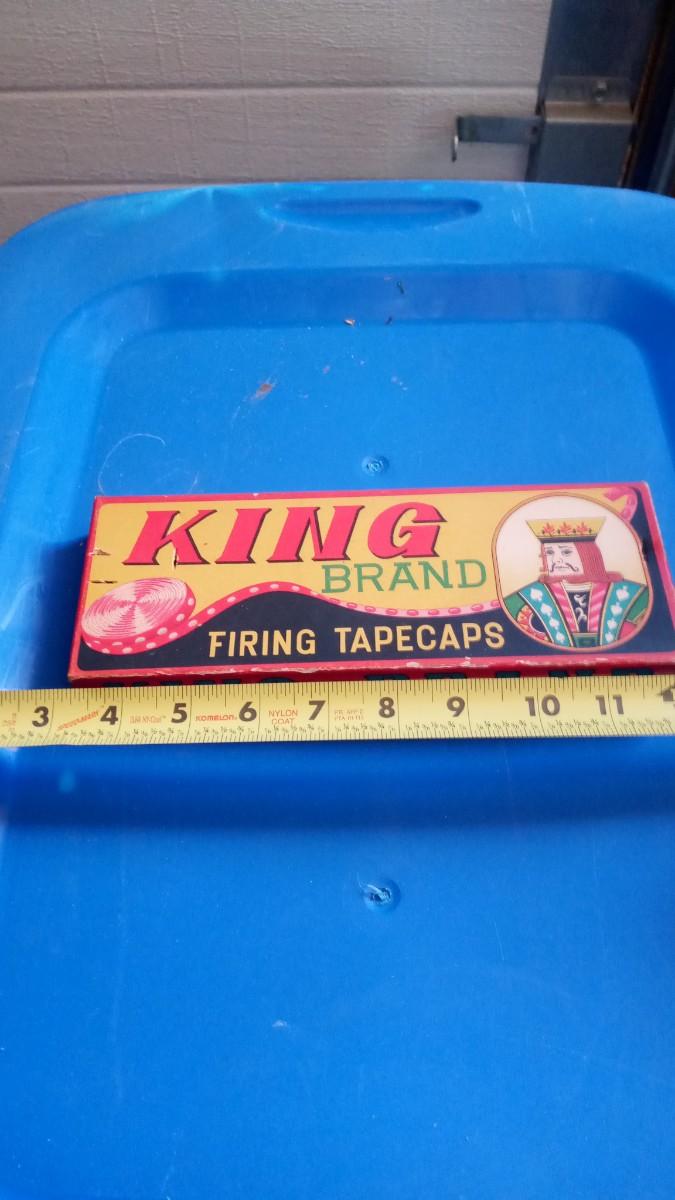 KING
BRAND
FIRING TAPECAPS
3 4 5 KOMELON 6 NYLON COAT 7 8 9 10 11